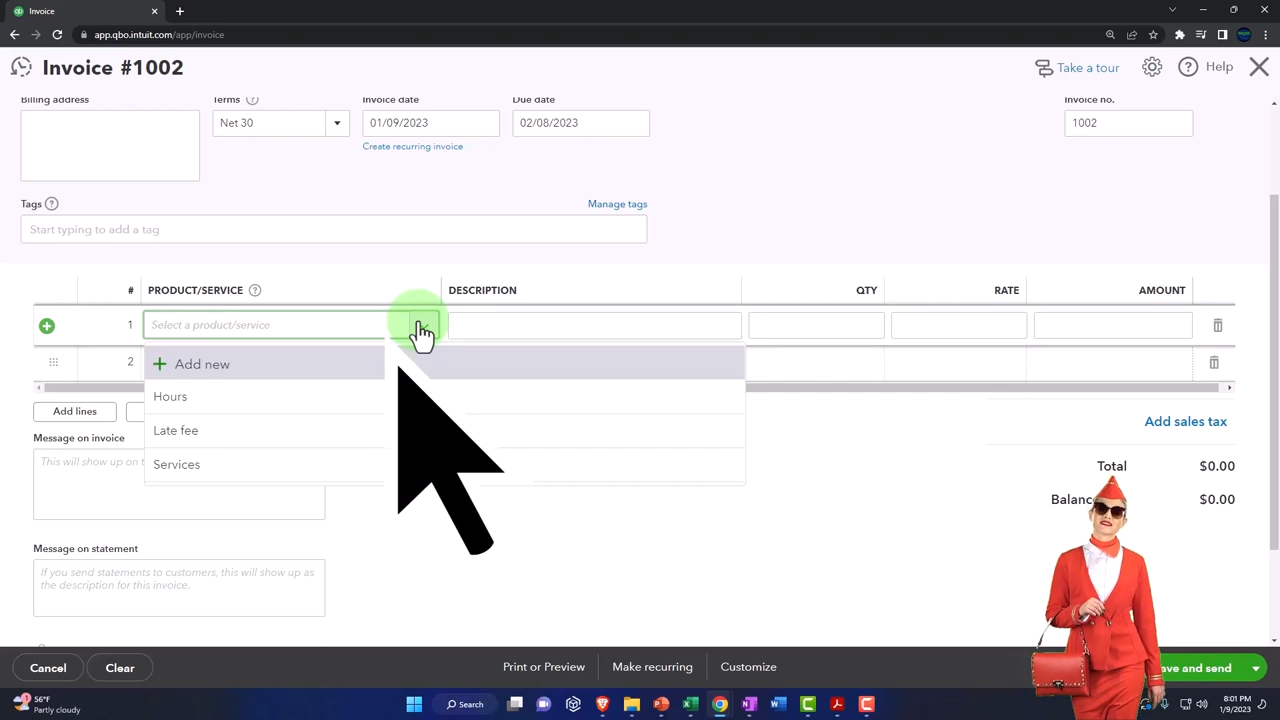 Invoice
app.qbo.intuit.com/app/invoice
Invoice #1002
Take a tour
Help
Billing address
Terms
Invoice date
Due date
Invoice no.
Net 30
01/09/2023
02/08/2023
1002
Create recurring invoice
Tags
Manage tags
Start typing to add a tag
# PRODUCT/SERVICE DESCRIPTION QTY RATE AMOUNT
1 Select a product/service
2
+ Add new
Hours
Late fee
Services
Add lines
Add sales tax
Message on invoice
This will show up on
Total $0.00
$0.00
Message on statement
If you send statements to customers, this will show up as
the description for this invoice.
Cancel
Clear
Print or Preview
Make recurring
Customize
and send
1
56°F
Partly cloudy
Search
8:01 PM
1/9/2023